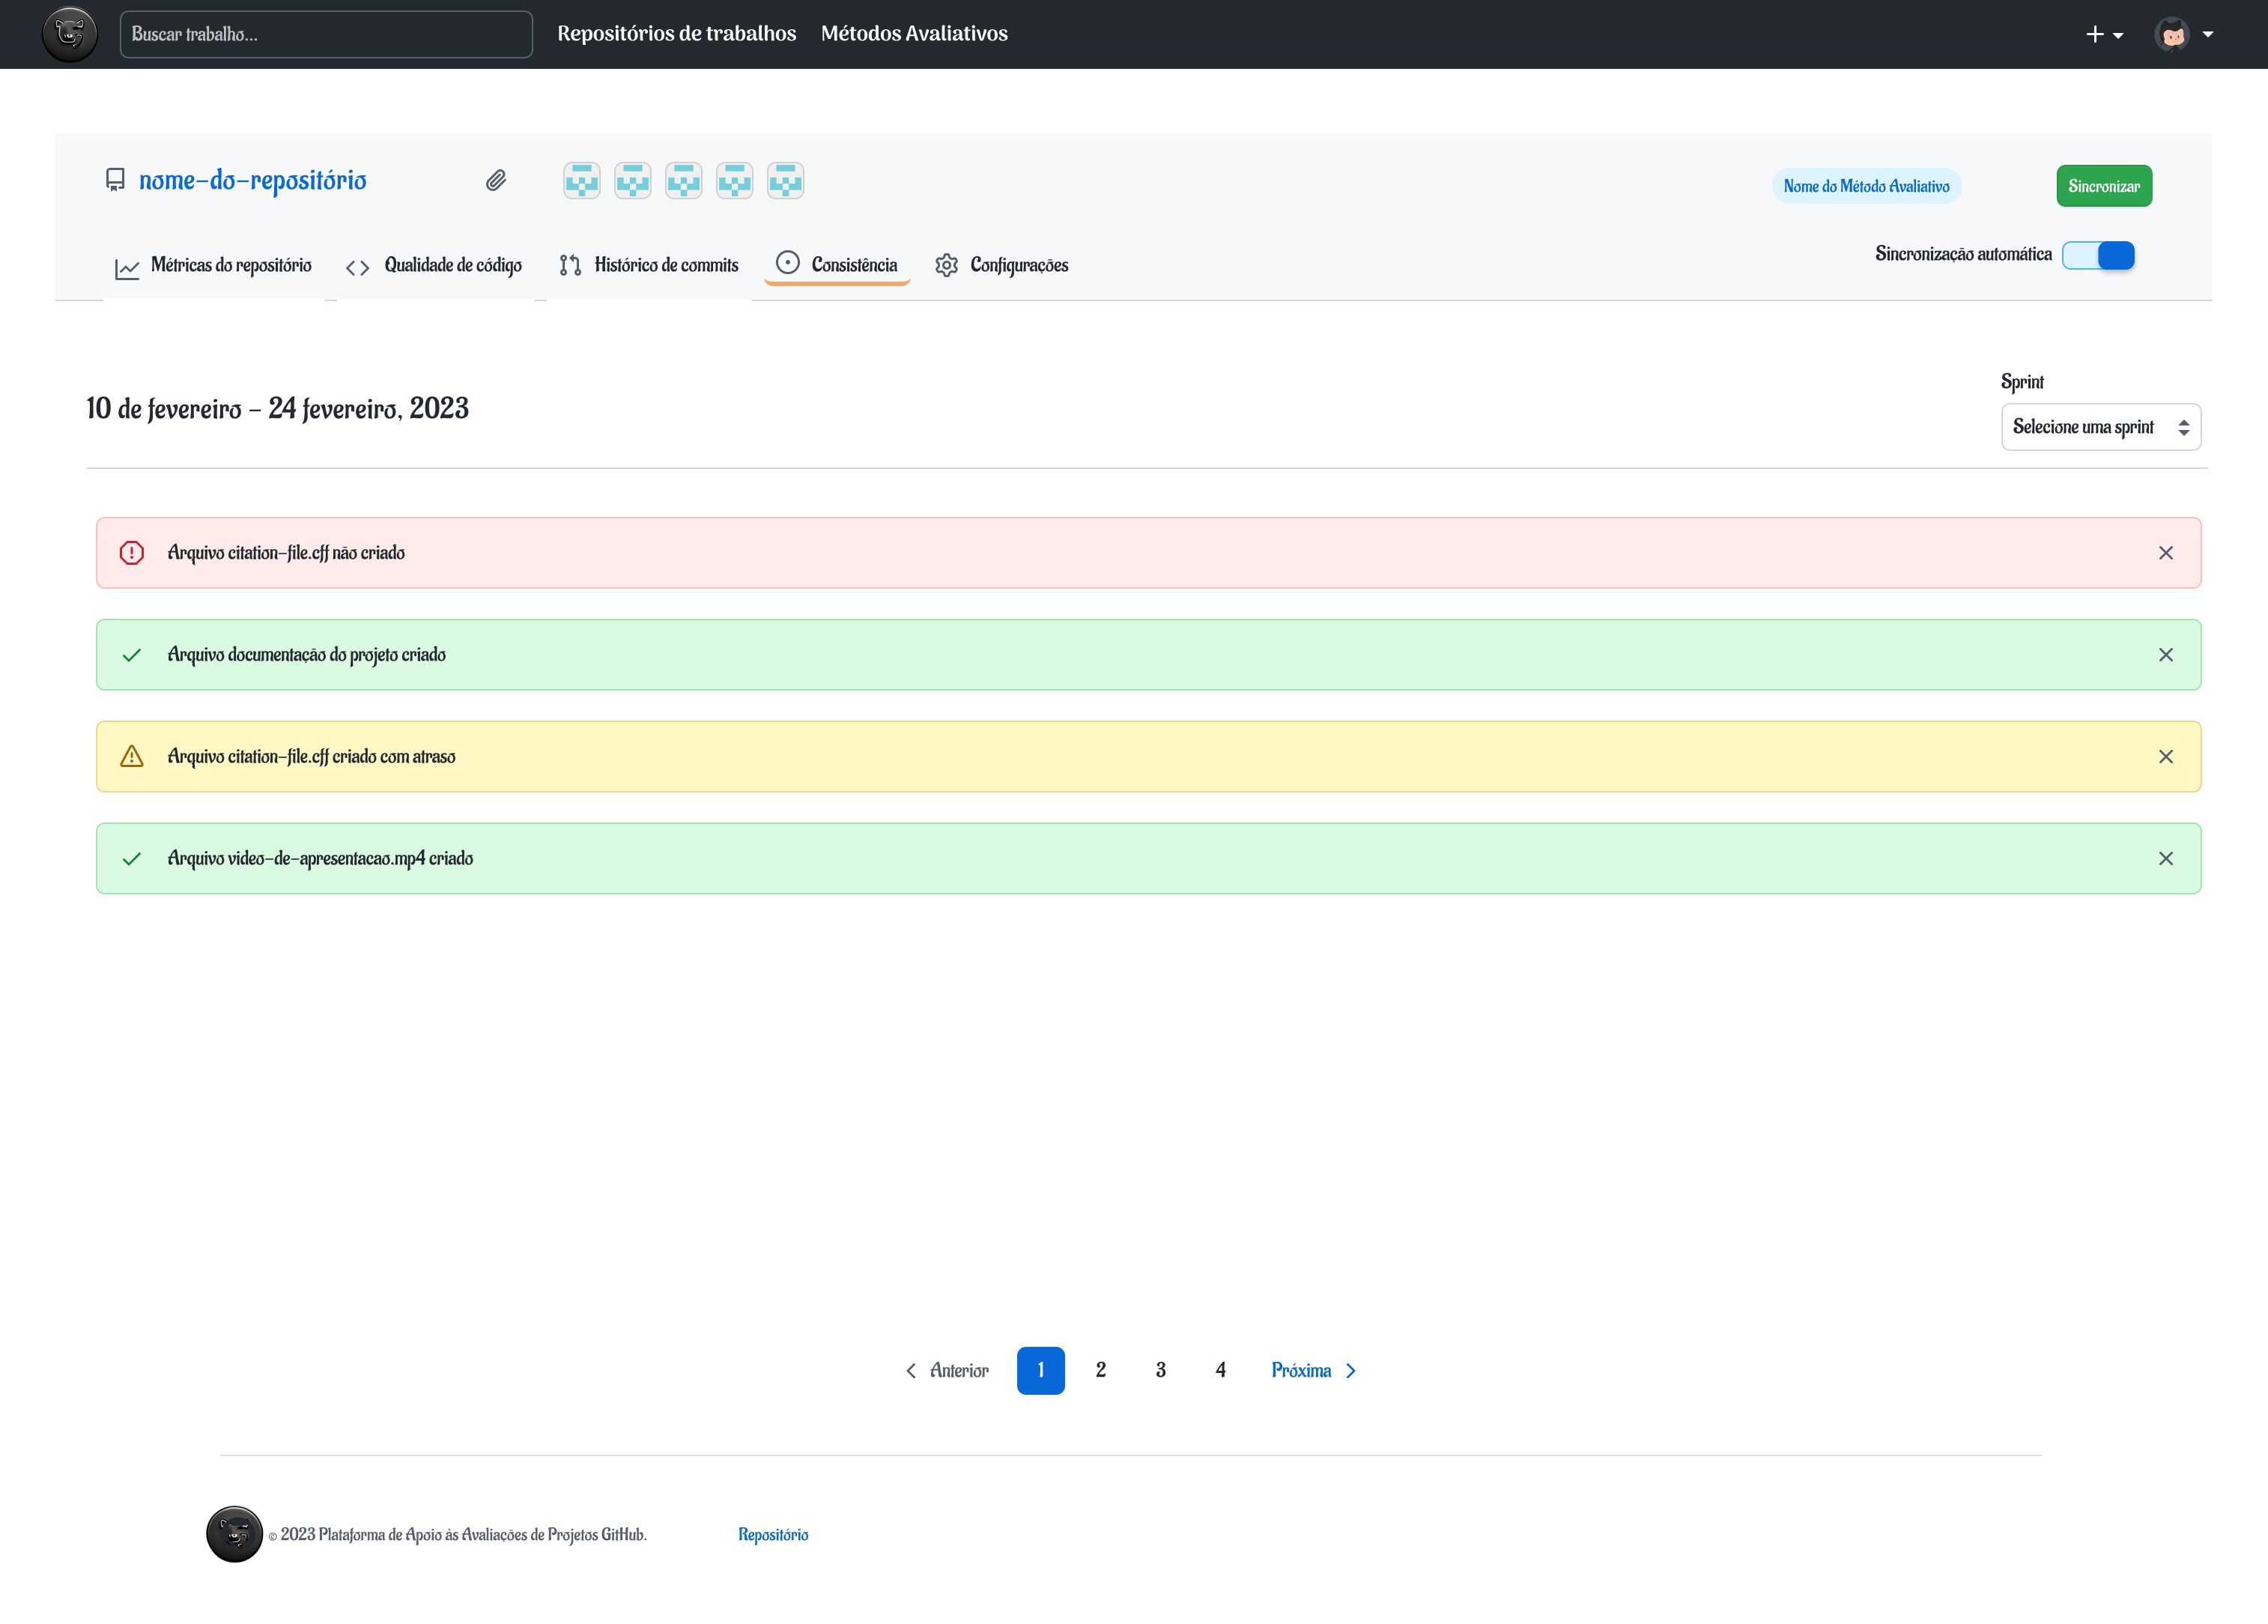 Buscar trabalho...
Repositórios de trabalhos
Métodos Avaliativos
nome-do-repositório
Nome do Método Avaliativo
Sincronizar
Métricas do repositório
Qualidade de código
Histórico de commits
Consistência
Configurações
Sincronização automática
10 de fevereiro - 24 fevereiro, 2023
Sprint
Selecione uma sprint
Arquivo citation-file.cff não criado
Arquivo documentação do projeto criado
Arquivo citation-file.cff criado com atraso
Arquivo video-de-apresentacao.mp4 criado
Anterior 1 2 3 4 Próxima
© 2023 Plataforma de Apoio às Avaliações de Projetos GitHub.
Repositório